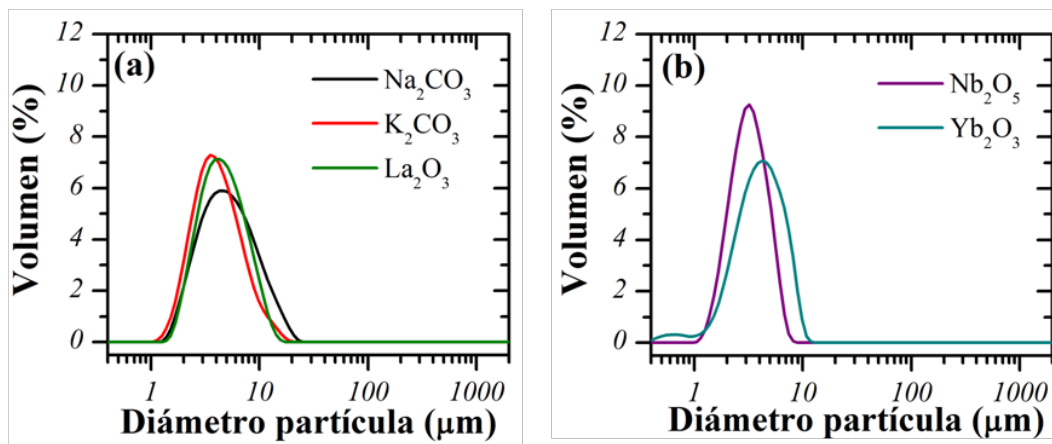 (a)
Na₂CO₃
K₂CO₃
La₂O₃
Volumen (%)
12
10
8
6
4
2
0
1 10 100 1000
Diámetro partícula (μm)
(b)
Nb₂O₅
Yb₂O₃
Volumen (%)
12
10
8
6
4
2
0
1 10 100 1000
Diámetro partícula (μm)